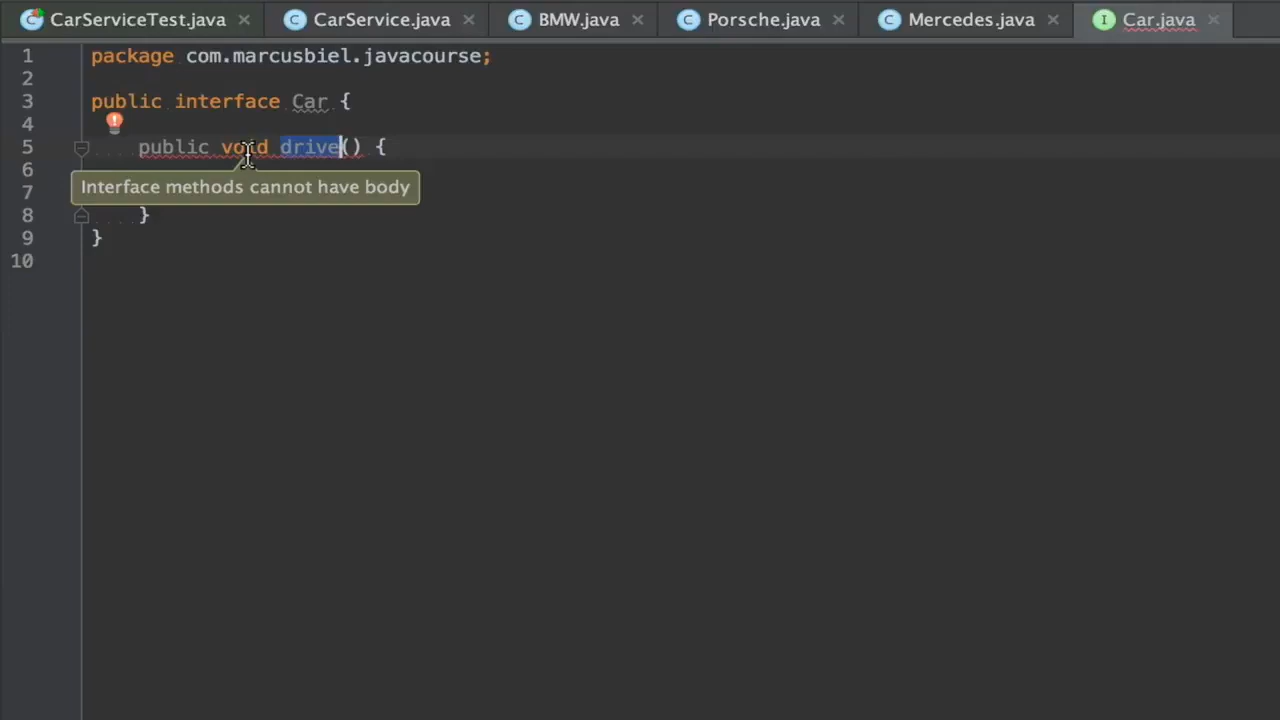 CarServiceTest.java CarService.java BMW.java Porsche.java Mercedes.java Car.java
1 package com.marcusbiel.javacourse;
2
3 public interface Car {
4
5 public void drive() {
6
Interface methods cannot have body
7
8 }
9 }
10